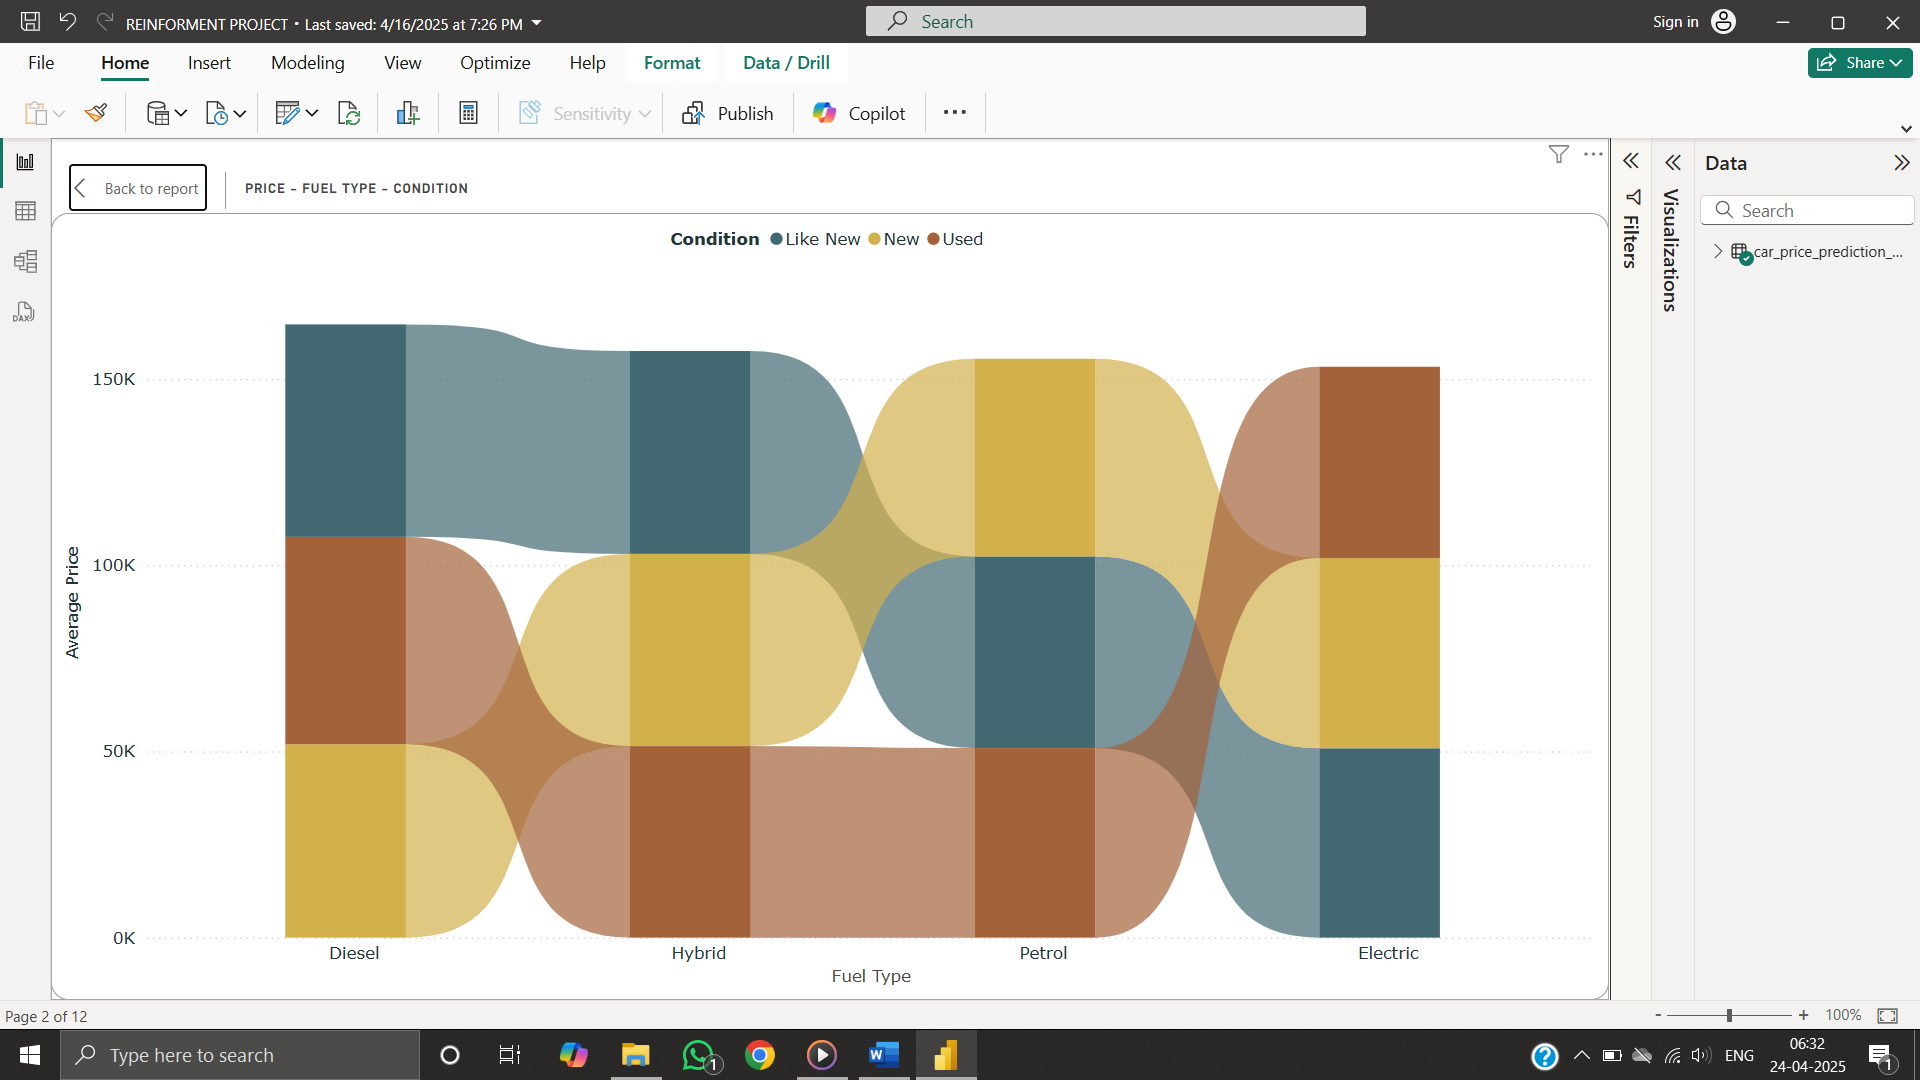 REINFORMENT PROJECT • Last saved: 4/16/2025 at 7:26 PM
Search
Sign in
File Home Insert Modeling View Optimize Help Format Data / Drill
Share
Sensitivity
Publish
Copilot
Back to report
PRICE - FUEL TYPE - CONDITION
Condition Like New New Used
150K
100K
50K
0K
Average Price
Diesel Hybrid Petrol Electric
Fuel Type
Filters
Visualizations
Data
Search
car_price_prediction_...
DAX
Page 2 of 12
- + 100%
Type here to search
1
W
?
ENG
06:32
24-04-2025
1